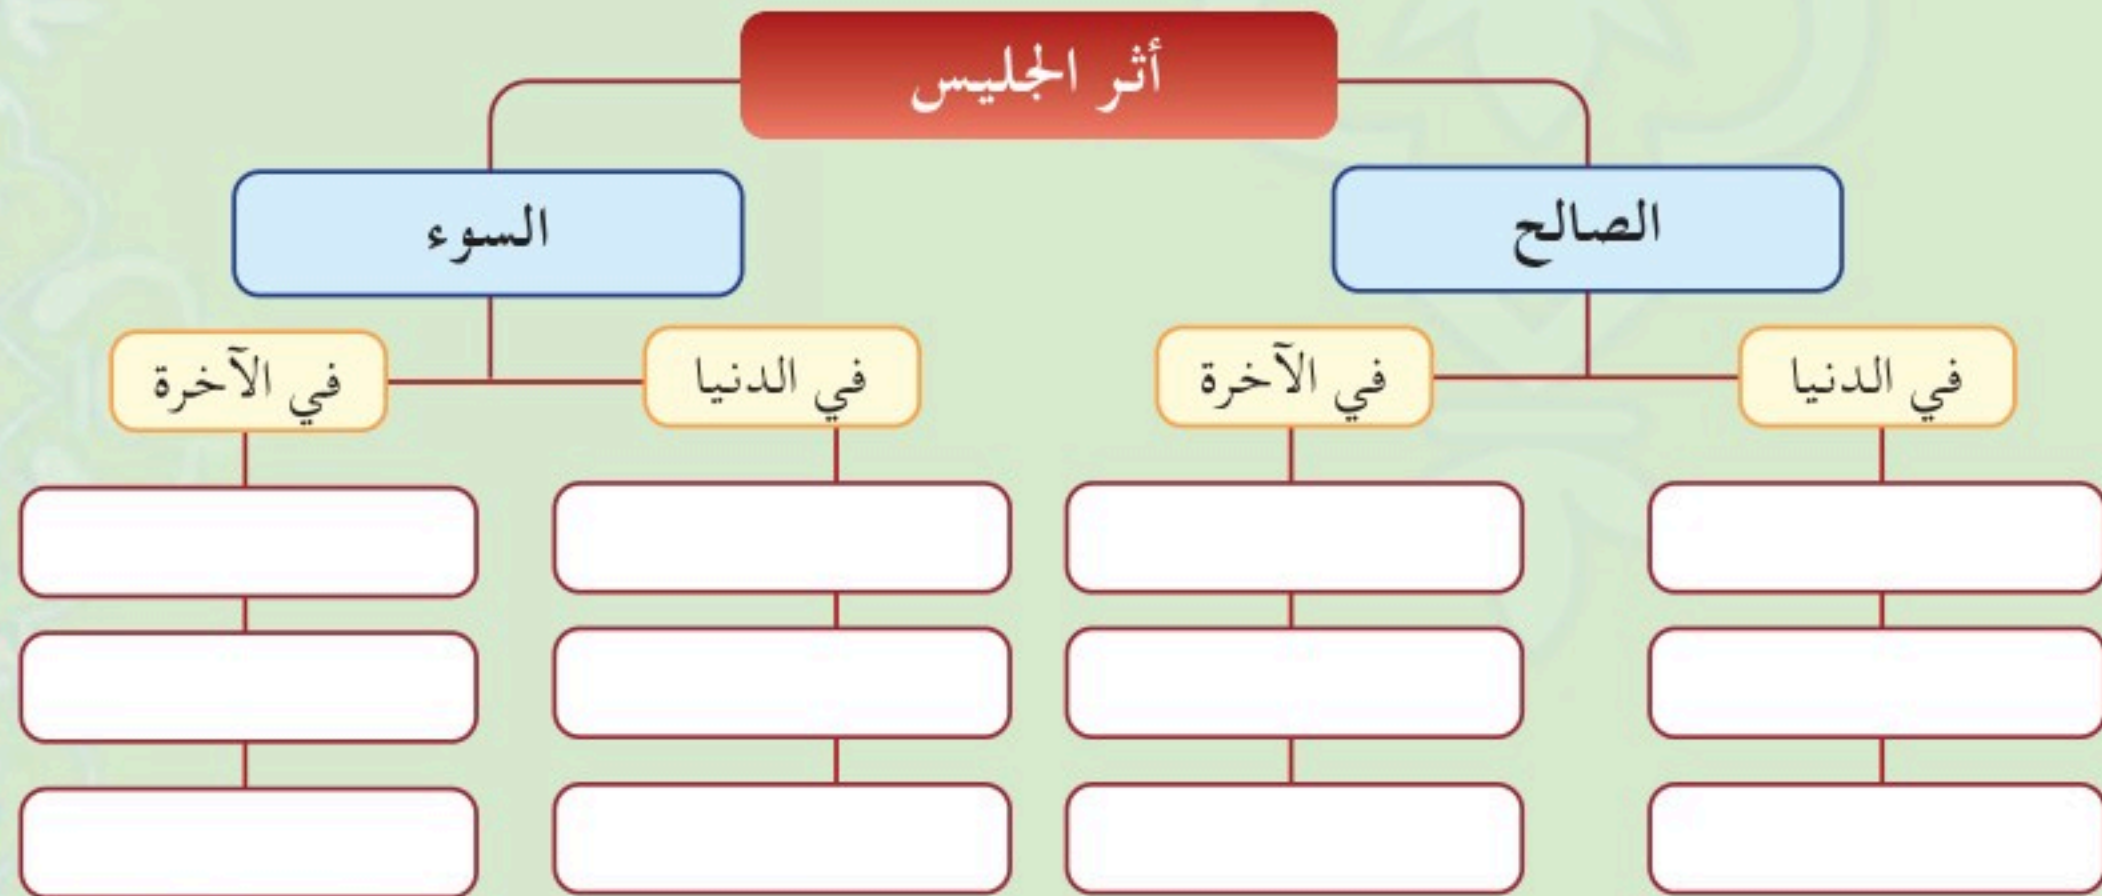 أثر الجليس
الصالح
السوء
في الدنيا
في الآخرة
في الدنيا
في الآخرة